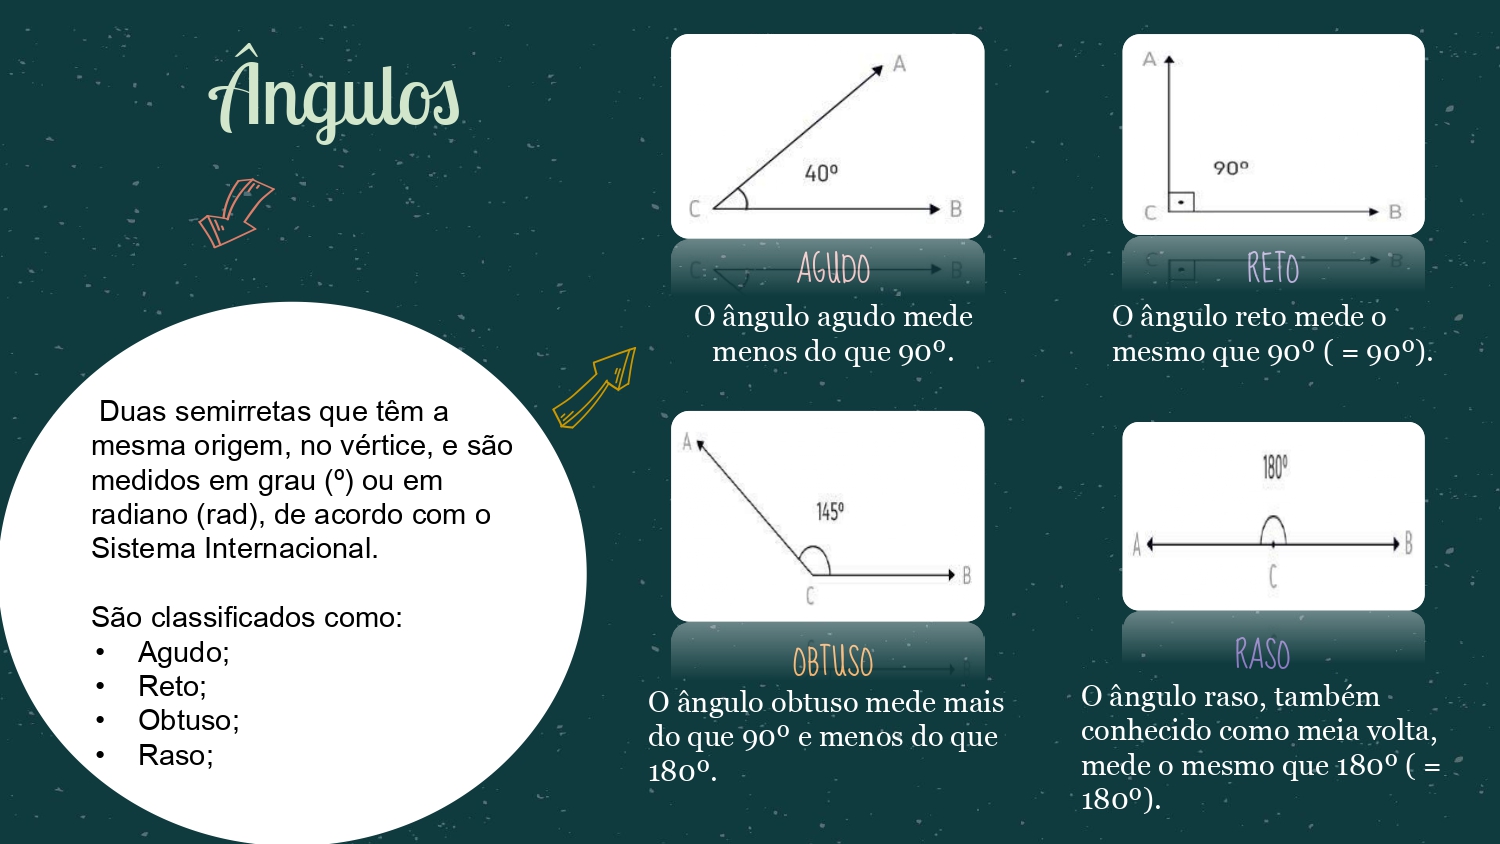 Ângulos
Duas semirretas que têm a
mesma origem, no vértice, e são
medidos em grau (º) ou em
radiano (rad), de acordo com o
Sistema Internacional.
São classificados como:
• Agudo;
• Reto;
• Obtuso;
• Raso;
A
40º
C B
AGUDO
O ângulo agudo mede
menos do que 90º.
A
90º
C B
RETO
O ângulo reto mede o
mesmo que 90º ( = 90º).
A
145º
B
C
OBTUSO
O ângulo obtuso mede mais
do que 90º e menos do que
180º.
180º
A B
C
RASO
O ângulo raso, também
conhecido como meia volta,
mede o mesmo que 180º ( =
180º).